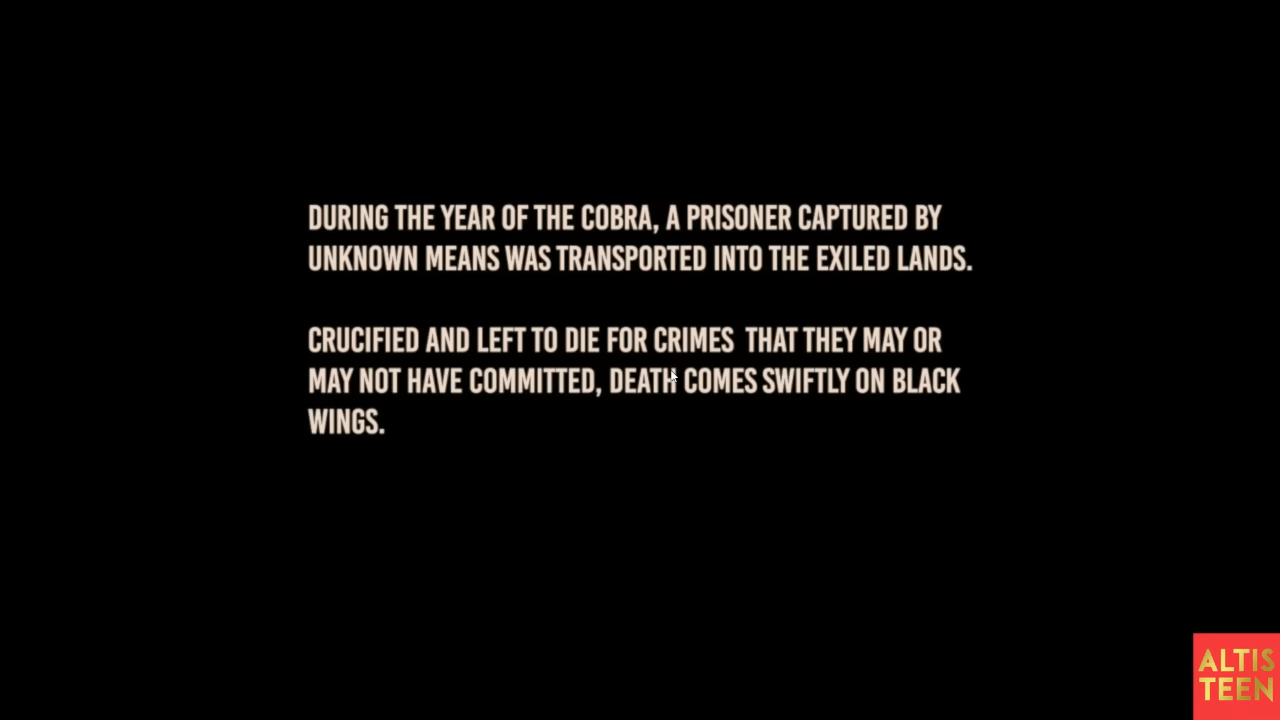 DURING THE YEAR OF THE COBRA, A PRISONER CAPTURED BY
UNKNOWN MEANS WAS TRANSPORTED INTO THE EXILED LANDS.
CRUCIFIED AND LEFT TO DIE FOR CRIMES THAT THEY MAY OR
MAY NOT HAVE COMMITTED, DEATH COMES SWIFTLY ON BLACK
WINGS.
ALTIS
TEEN